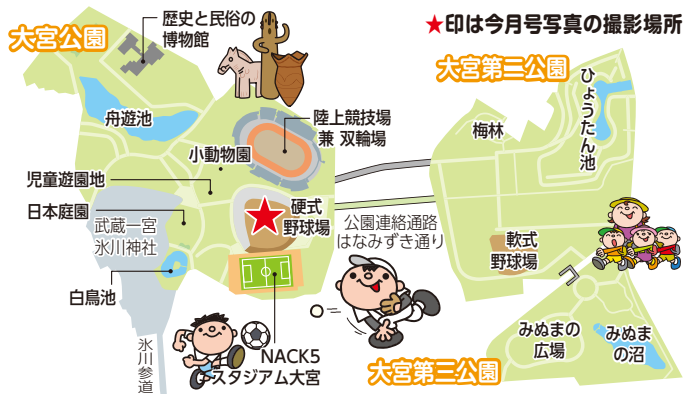 ★印は今月号写真の撮影場所
大宮公園
歴史と民俗の
博物館
舟遊池
小動物園
陸上競技場
兼 双輪場
児童遊園地
日本庭園
武蔵一宮
氷川神社
白鳥池
氷川参道
硬式
野球場
NACK5
スタジアム大宮
公園連絡通路
はなみずき通り
大宮第二公園
梅林
ひょうたん池
軟式
野球場
大宮第三公園
みぬまの
広場
みぬま
の沼